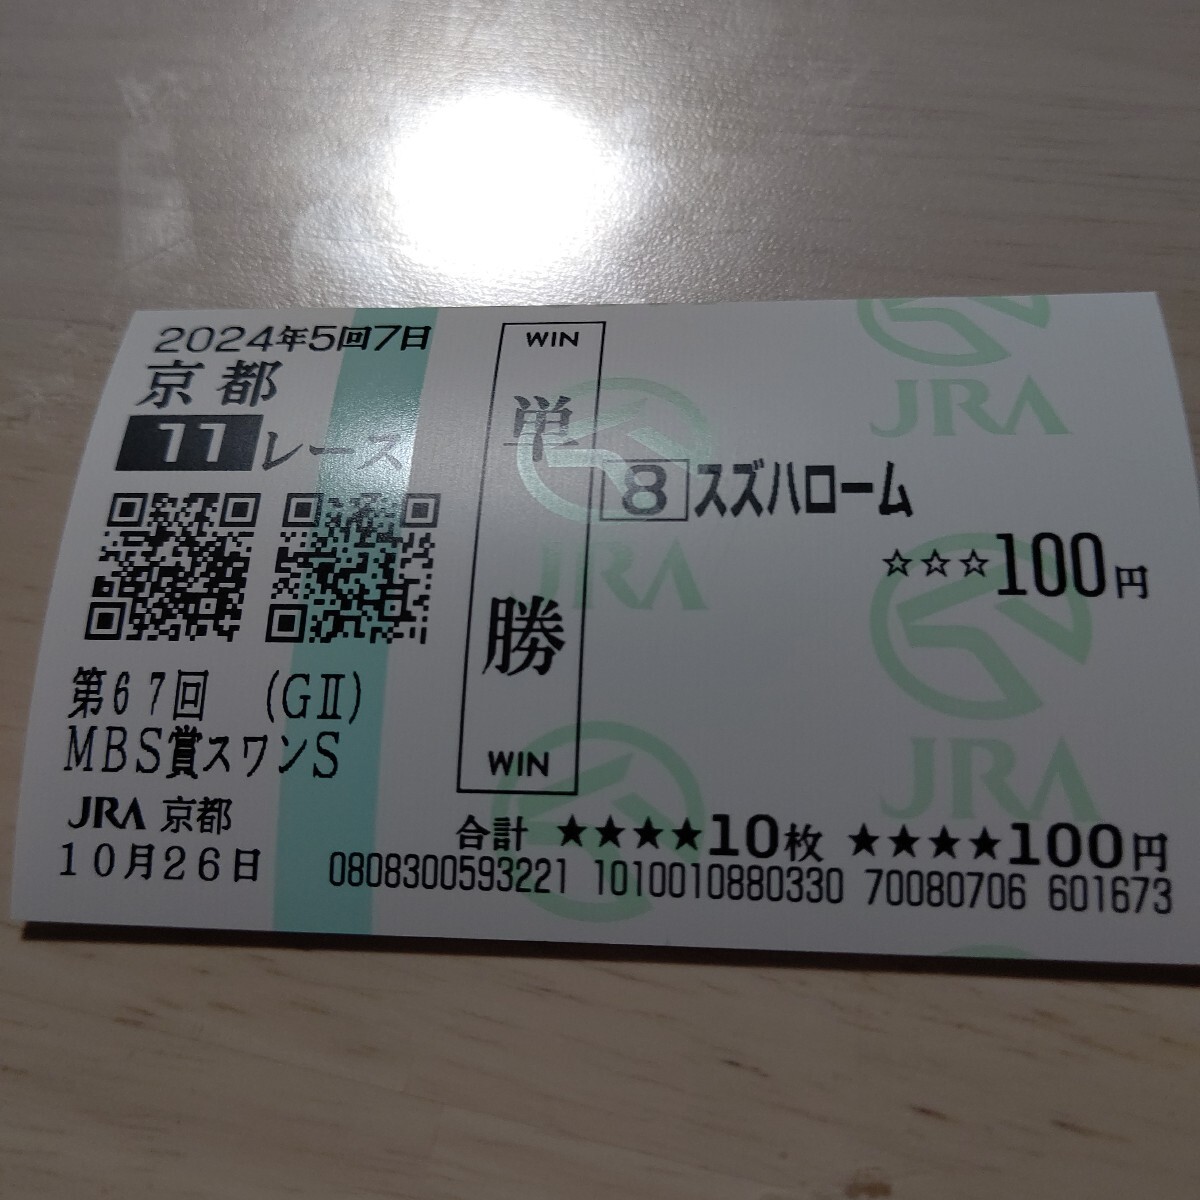 2024年5回7日
京都
11レース
第67回 (GⅡ)
MBS賞スワンS
JRA 京都
10月26日
WIN
単勝
WIN
8 スズハローム
☆☆☆100円
合計 ★★★★10枚 ★★★★100円
0808300593221 1010010880330 70080706 601673
JRA
JRA
JRA